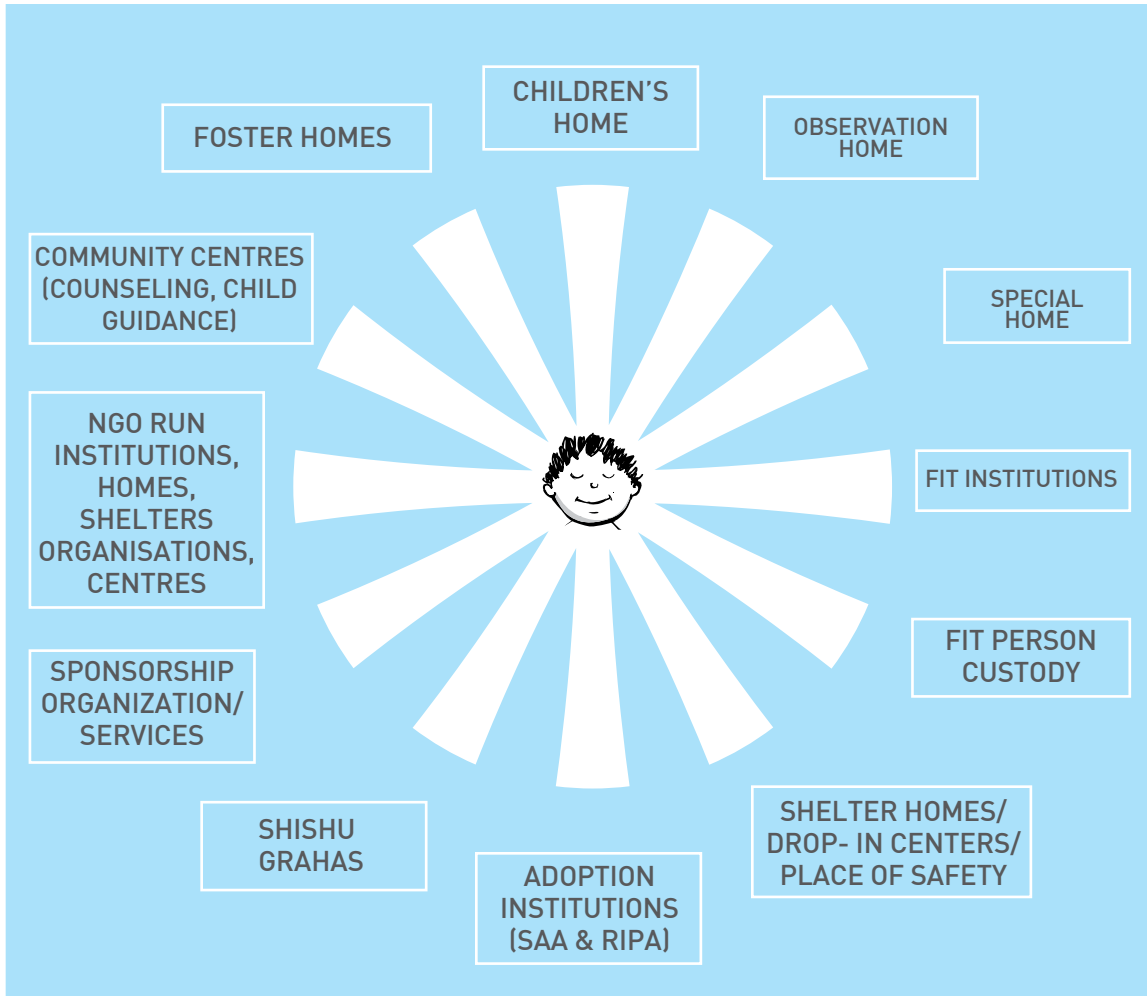 CHILDREN'S
HOME
OBSERVATION
HOME
SPECIAL
HOME
FIT INSTITUTIONS
FIT PERSON
CUSTODY
SHELTER HOMES/
DROP- IN CENTERS/
PLACE OF SAFETY
ADOPTION
INSTITUTIONS
(SAA & RIPA)
SHISHU
GRAHAS
SPONSORSHIP
ORGANIZATION/
SERVICES
NGO RUN
INSTITUTIONS,
HOMES,
SHELTERS
ORGANISATIONS,
CENTRES
COMMUNITY CENTRES
(COUNSELING, CHILD
GUIDANCE)
FOSTER HOMES